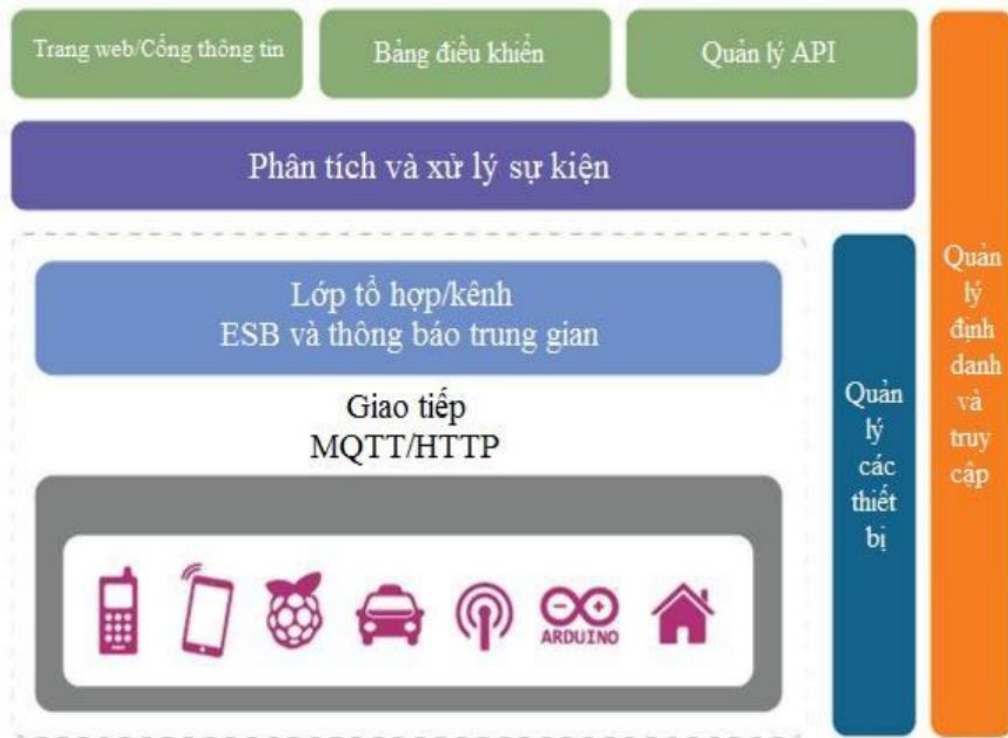 Trang web/Cổng thông tin
Bảng điều khiển
Quản lý API
Phân tích và xử lý sự kiện
Lớp tổ hợp/kênh
ESB và thông báo trung gian
Giao tiếp
MQTT/HTTP
ARDUINO
Quản
lý
các
thiết
bị
Quản
lý
định
danh
và
truy
cập